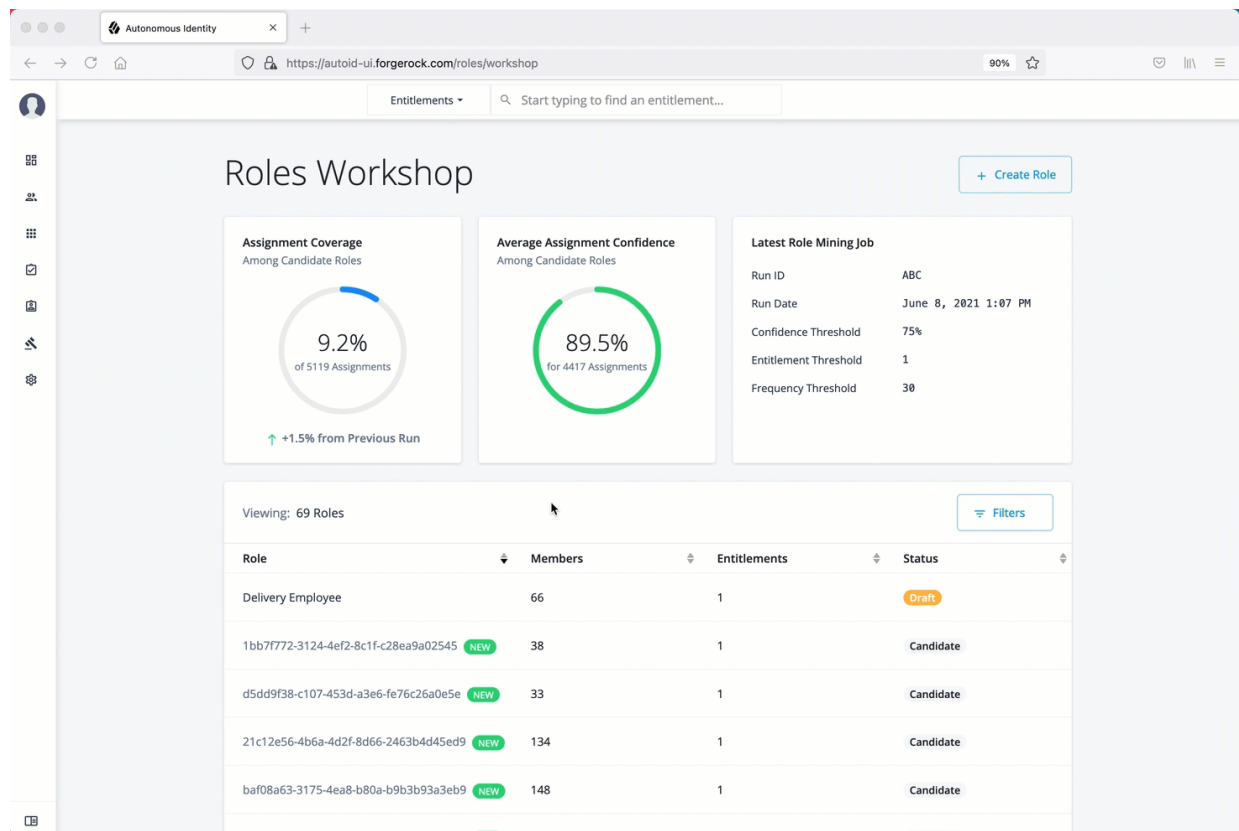 Autonomous Identity
https://autoid-ui.forgerock.com/roles/workshop
90%
Entitlements
Start typing to find an entitlement...
Roles Workshop
+ Create Role
Assignment Coverage
Among Candidate Roles
9.2%
of 5119 Assignments
+1.5% from Previous Run
Average Assignment Confidence
Among Candidate Roles
89.5%
for 4417 Assignments
Latest Role Mining Job
Run ID ABC
Run Date June 8, 2021 1:07 PM
Confidence Threshold 75%
Entitlement Threshold 1
Frequency Threshold 30
Viewing: 69 Roles
Filters
Role Members Entitlements Status
Delivery Employee 66 1 Draft
1bb7f772-3124-4ef2-8c1f-c28ea9a02545 NEW 38 1 Candidate
d5dd9f38-c107-453d-a3e6-fe76c26a0e5e NEW 33 1 Candidate
21c12e56-4b6a-4d2f-8d66-2463b4d45ed9 NEW 134 1 Candidate
baf08a63-3175-4ea8-b80a-b9b3b93a3eb9 NEW 148 1 Candidate